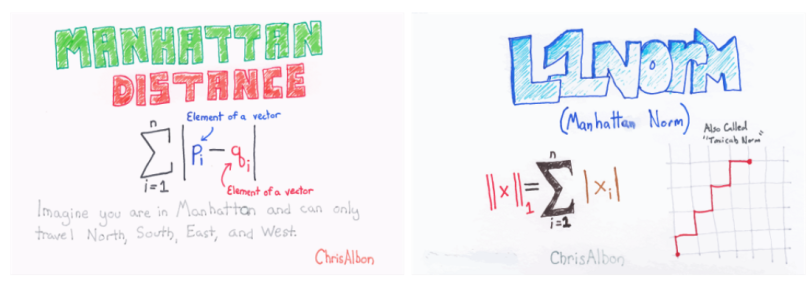 MANHATTAN
DISTANCE
Element of a vector
n
∑ | pᵢ − qᵢ |
i=1
Element of a vector
Imagine you are in Manhattan and can only
travel North, South, East, and West.
ChrisAlbon
L1 Norm
(Manhattan Norm)
Also Called
"Taxicab Norm"
n
||x||₁ = ∑ |xᵢ|
i=1
ChrisAlbon